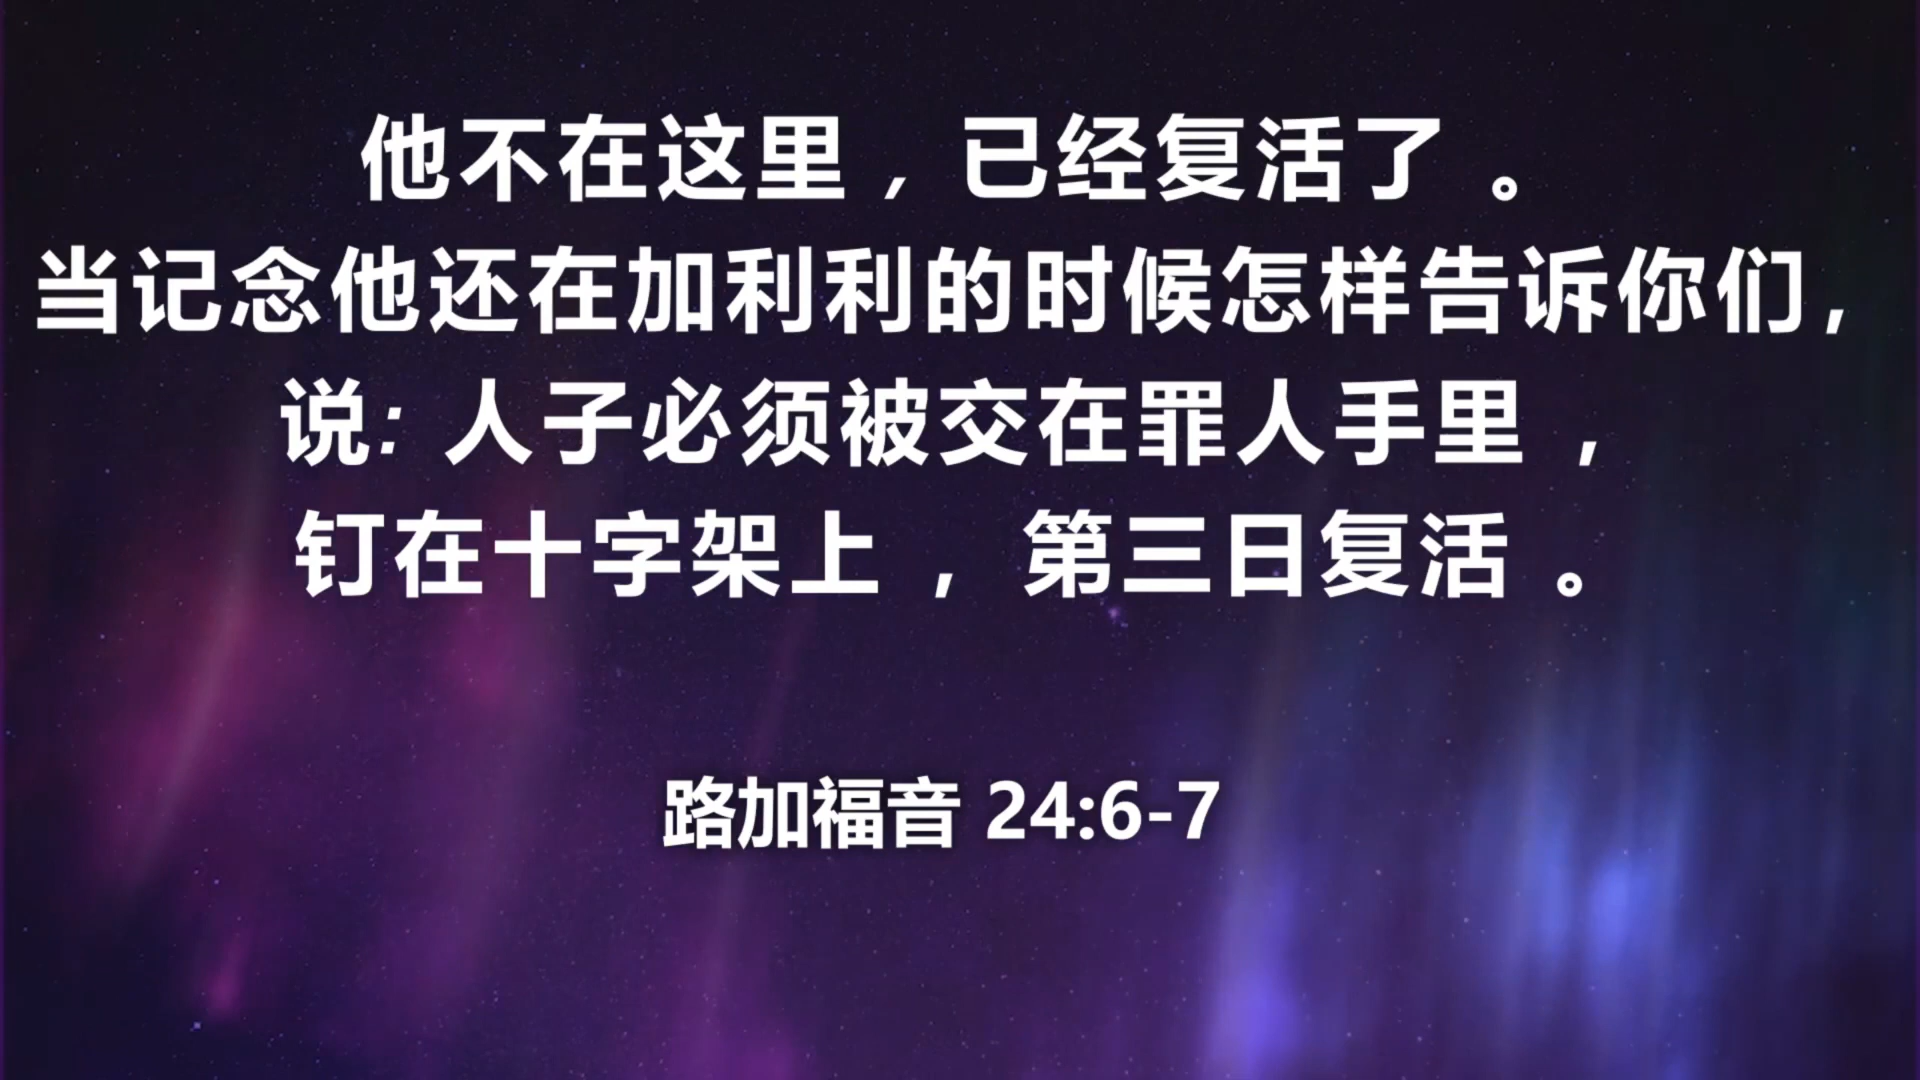 他不在这里，已经复活了。
当记念他还在加利利的时候怎样告诉你们，
说：人子必须被交在罪人手里，
钉在十字架上，第三日复活。
路加福音 24:6-7